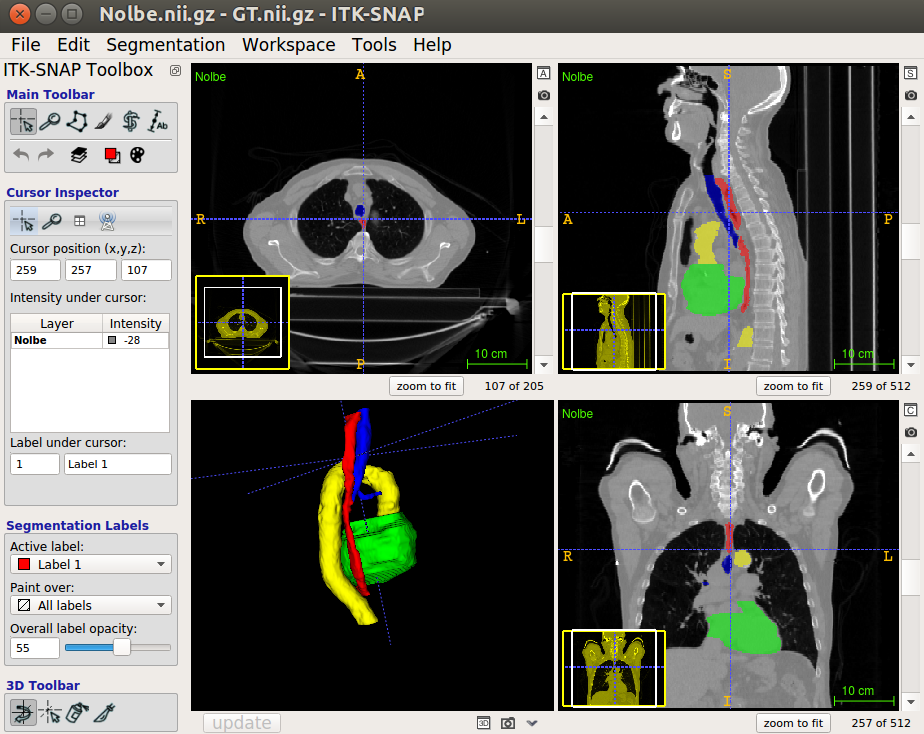 Nolbe.nii.gz - GT.nii.gz - ITK-SNAP
File Edit Segmentation Workspace Tools Help
ITK-SNAP Toolbox
Main Toolbar
Ab
Cursor Inspector
Cursor position (x,y,z):
259 257 107
Intensity under cursor:
Layer Intensity
Nolbe -28
Label under cursor:
1 Label 1
Segmentation Labels
Active label:
Label 1
Paint over:
All labels
Overall label opacity:
55
3D Toolbar
Nolbe
A
R
L
P
10 cm
A
zoom to fit 107 of 205
Nolbe
S
A
P
I
10 cm
S
zoom to fit 259 of 512
update
3D
Nolbe
S
R
L
I
10 cm
C
zoom to fit 257 of 512